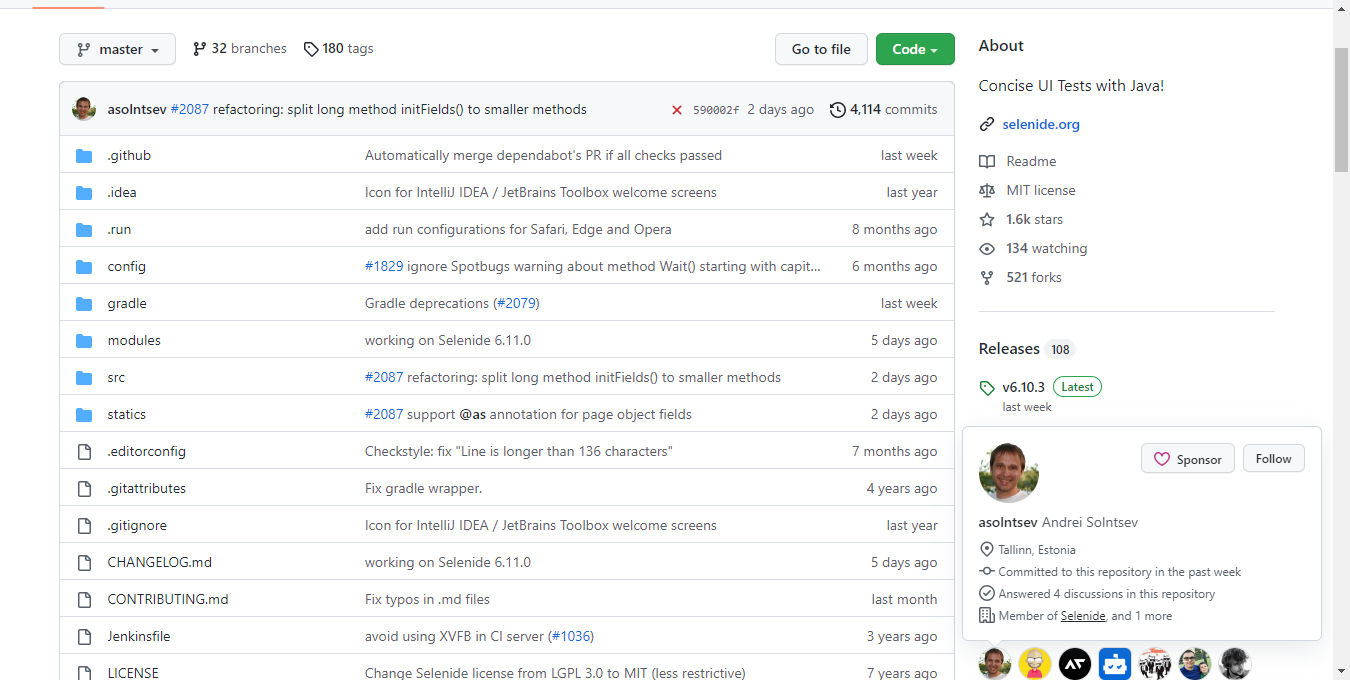 master 32 branches 180 tags Go to file Code
asolntsev #2087 refactoring: split long method initFields() to smaller methods 590002f 2 days ago 4,114 commits
.github Automatically merge dependabot's PR if all checks passed last week
.idea Icon for IntelliJ IDEA / JetBrains Toolbox welcome screens last year
.run add run configurations for Safari, Edge and Opera 8 months ago
config #1829 ignore Spotbugs warning about method Wait() starting with capit... 6 months ago
gradle Gradle deprecations (#2079) last week
modules working on Selenide 6.11.0 5 days ago
src #2087 refactoring: split long method initFields() to smaller methods 2 days ago
statics #2087 support @as annotation for page object fields 2 days ago
.editorconfig Checkstyle: fix "Line is longer than 136 characters" 7 months ago
.gitattributes Fix gradle wrapper. 4 years ago
.gitignore Icon for IntelliJ IDEA / JetBrains Toolbox welcome screens last year
CHANGELOG.md working on Selenide 6.11.0 5 days ago
CONTRIBUTING.md Fix typos in .md files last month
Jenkinsfile avoid using XVFB in CI server (#1036) 3 years ago
LICENSE Change Selenide license from LGPL 3.0 to MIT (less restrictive) 7 years ago
About
Concise UI Tests with Java!
selenide.org
Readme
MIT license
1.6k stars
134 watching
521 forks
Releases 108
v6.10.3 Latest
last week
Sponsor Follow
asolntsev Andrei Solntsev
Tallinn, Estonia
Committed to this repository in the past week
Answered 4 discussions in this repository
Member of Selenide, and 1 more